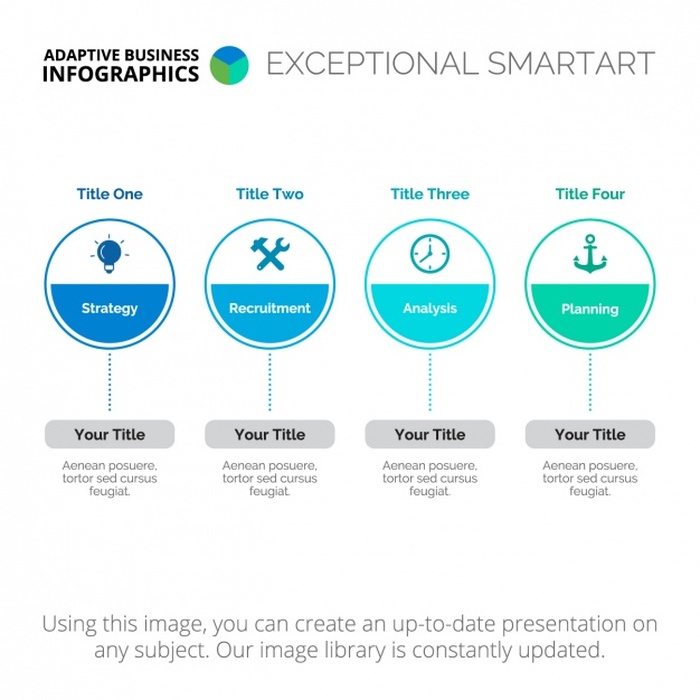 ADAPTIVE BUSINESS
INFOGRAPHICS
EXCEPTIONAL SMARTART
Title One
Title Two
Title Three
Title Four
Strategy
Recruitment
Analysis
Planning
Your Title
Your Title
Your Title
Your Title
Aenean posuere,
tortor sed cursus
feugiat.
Aenean posuere,
tortor sed cursus
feugiat.
Aenean posuere,
tortor sed cursus
feugiat.
Aenean posuere,
tortor sed cursus
feugiat.
Using this image, you can create an up-to-date presentation on
any subject. Our image library is constantly updated.